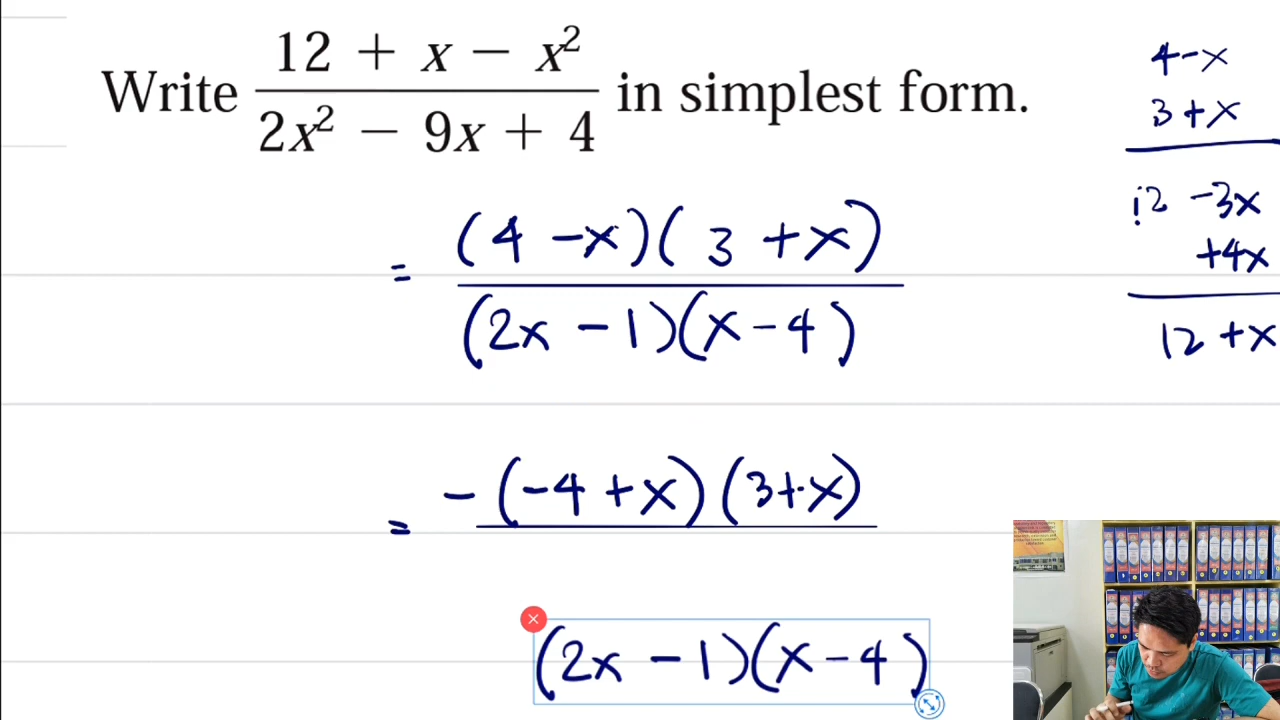 Write 12 + x − x² / 2x² − 9x + 4 in simplest form.
= (4 − x)(3 + x) / (2x − 1)(x − 4)
= −(−4 + x)(3 + x)
(2x − 1)(x − 4)
4 − x
3 + x
12 − 3x
+4x
12 + x